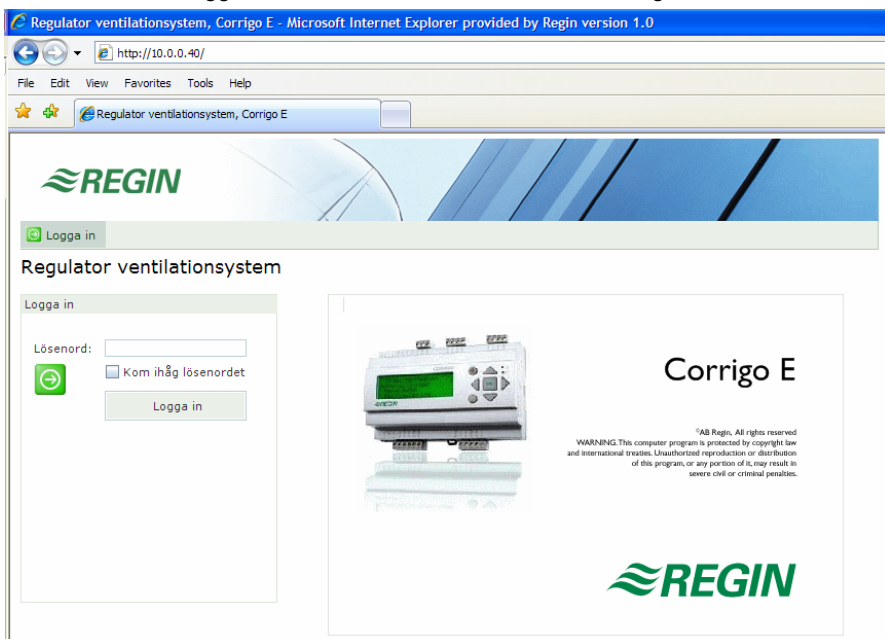 Regulator ventilationsystem, Corrigo E - Microsoft Internet Explorer provided by Regin version 1.0
http://10.0.0.40/
File Edit View Favorites Tools Help
Regulator ventilationsystem, Corrigo E
REGIN
Logga in
Regulator ventilationsystem
Logga in
Lösenord:
Kom ihåg lösenordet
Logga in
Corrigo E
©AB Regin, All rights reserved
WARNING. This computer program is protected by copyright law
and international treaties. Unauthorized reproduction or distribution
of this program, or any portion of it, may result in
severe civil or criminal penalties.
REGIN